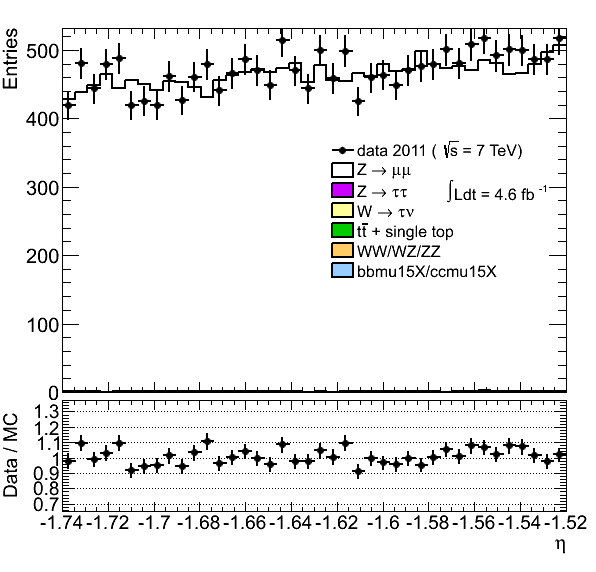 Entries
500
400
300
200
100
0
data 2011 ( √s = 7 TeV)
Z → μμ
Z → ττ
∫Ldt = 4.6 fb⁻¹
W → τν
tt̄ + single top
WW/WZ/ZZ
bbmu15X/ccmu15X
Data / MC
1.3
1.2
1.1
1
0.9
0.8
0.7
-1.74 -1.72 -1.7 -1.68 -1.66 -1.64 -1.62 -1.6 -1.58 -1.56 -1.54 -1.52
η